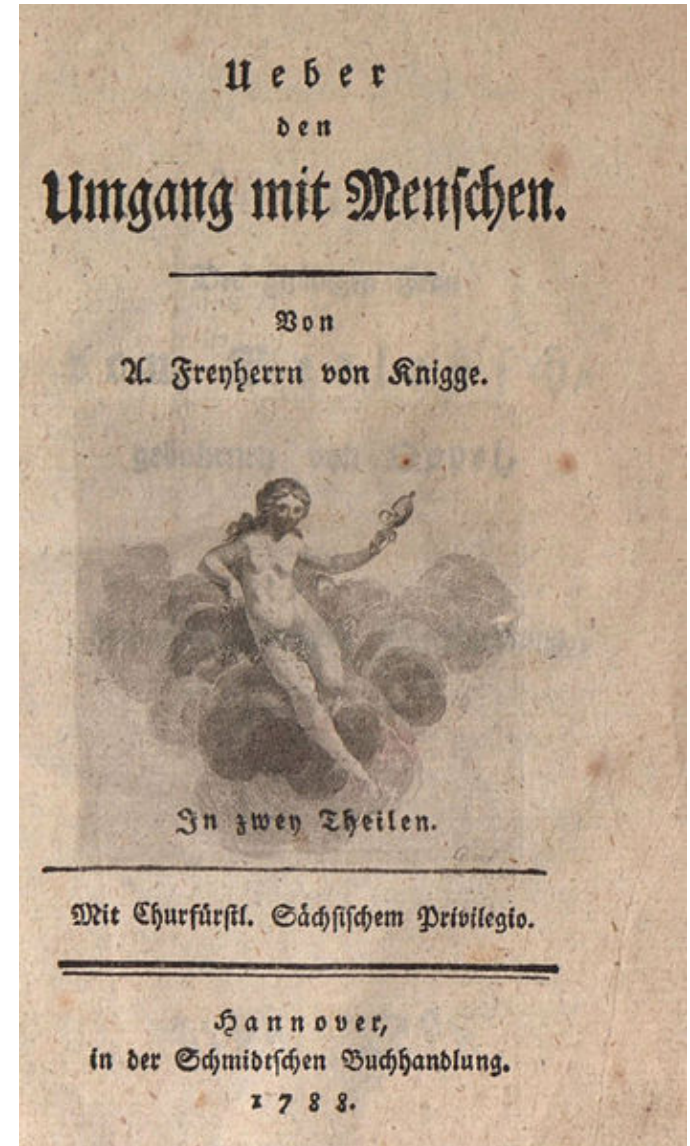 Ueber
den
Umgang mit Menschen.
Von
A. Freyherrn von Knigge.
In zwey Theilen.
Mit Churfürstl. Sächsischem Privilegio.
Hannover,
in der Schmidtschen Buchhandlung.
1788.